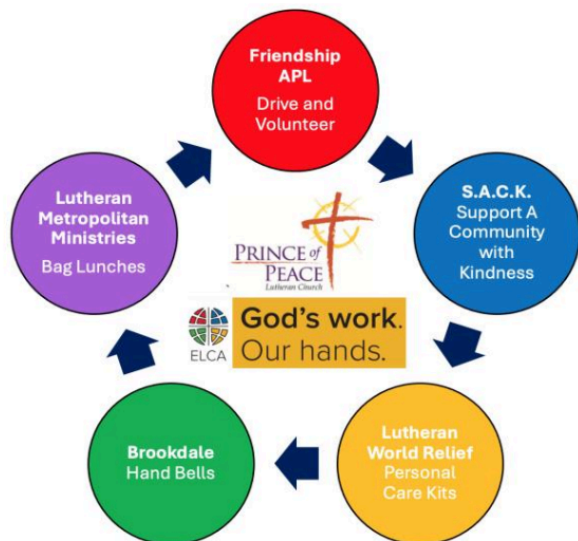 Friendship
APL
Drive and
Volunteer
S.A.C.K.
Support A
Community
with
Kindness
Lutheran
World Relief
Personal
Care Kits
Brookdale
Hand Bells
Lutheran
Metropolitan
Ministries
Bag Lunches
PRINCE of
PEACE
Lutheran Church
ELCA
God's work.
Our hands.